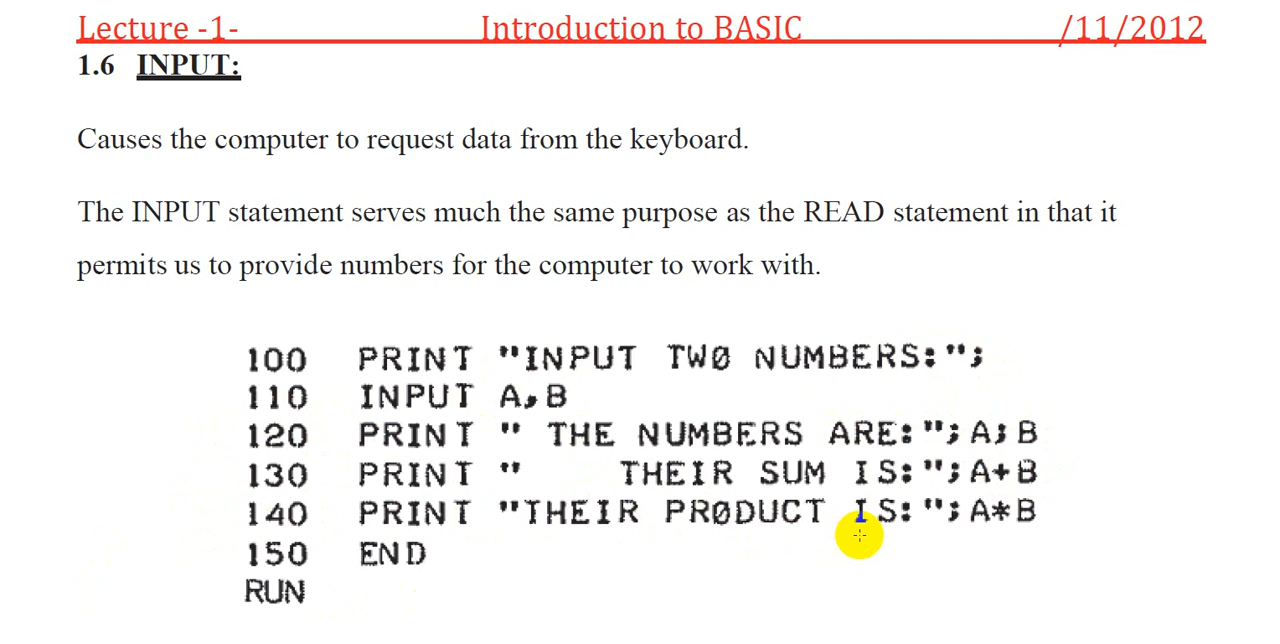 Lecture -1- Introduction to BASIC /11/2012
1.6 INPUT:
Causes the computer to request data from the keyboard.
The INPUT statement serves much the same purpose as the READ statement in that it
permits us to provide numbers for the computer to work with.
100 PRINT "INPUT TWØ NUMBERS:";
110 INPUT A,B
120 PRINT " THE NUMBERS ARE:";A;B
130 PRINT "    THEIR SUM IS:";A+B
140 PRINT "THEIR PRØDUCT IS:";A*B
150 END
RUN